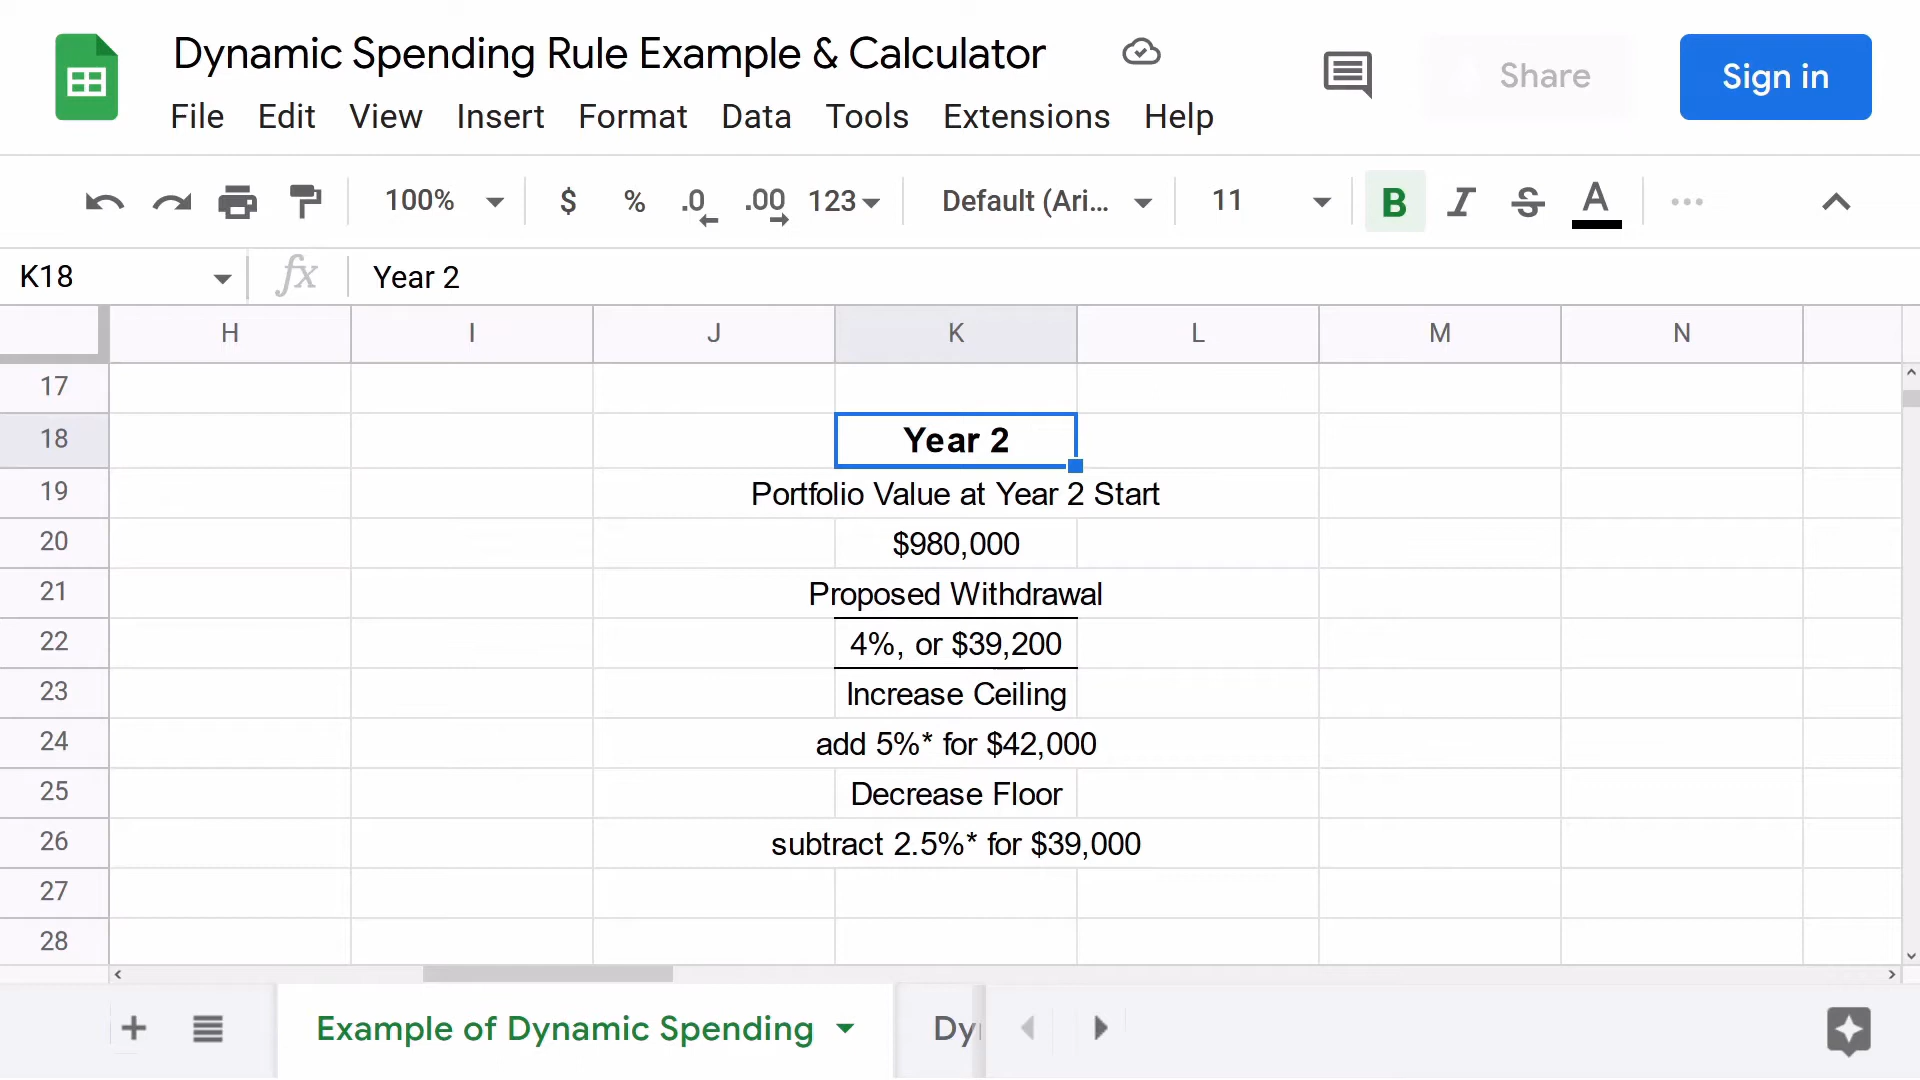 Dynamic Spending Rule Example & Calculator
Share
Sign in
File Edit View Insert Format Data Tools Extensions Help
100% $ % .0 .00 123 Default (Ari... 11 B I S A
K18 fx Year 2
H I J K L M N
17
18 Year 2
19 Portfolio Value at Year 2 Start
20 $980,000
21 Proposed Withdrawal
22 4%, or $39,200
23 Increase Ceiling
24 add 5%* for $42,000
25 Decrease Floor
26 subtract 2.5%* for $39,000
27
28
Example of Dynamic Spending